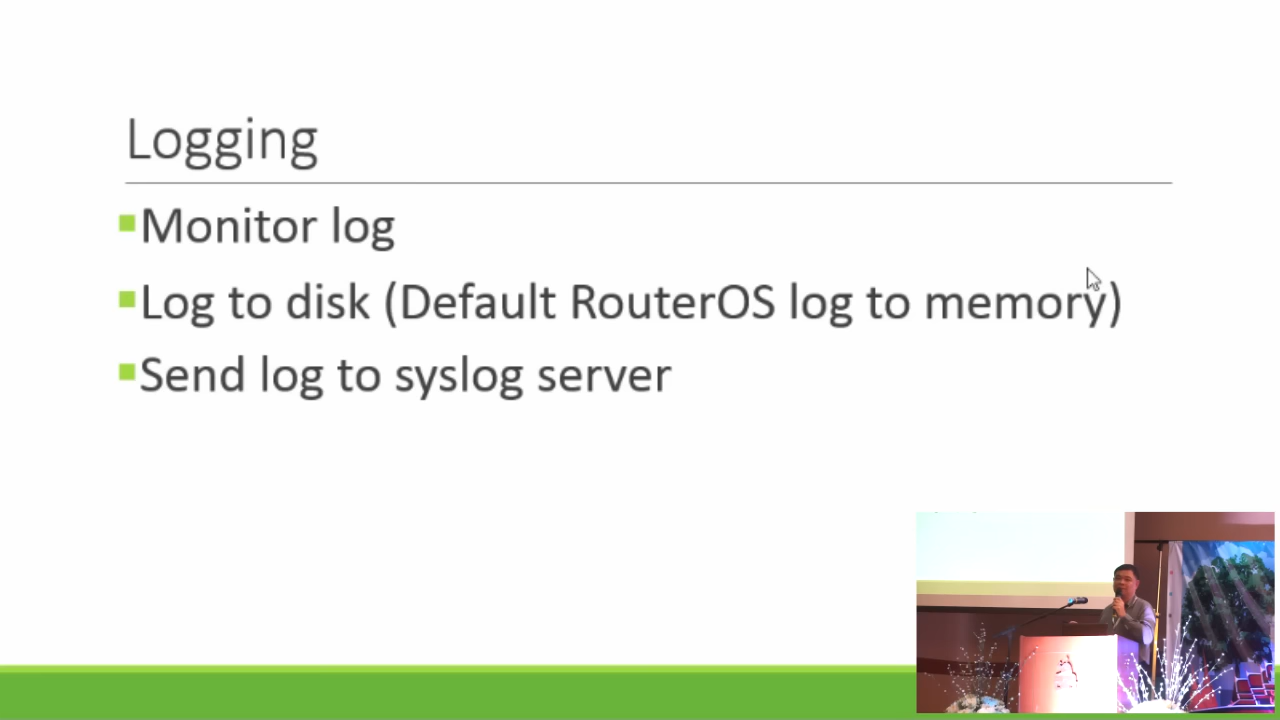 Logging
Monitor log
Log to disk (Default RouterOS log to memory)
Send log to syslog server